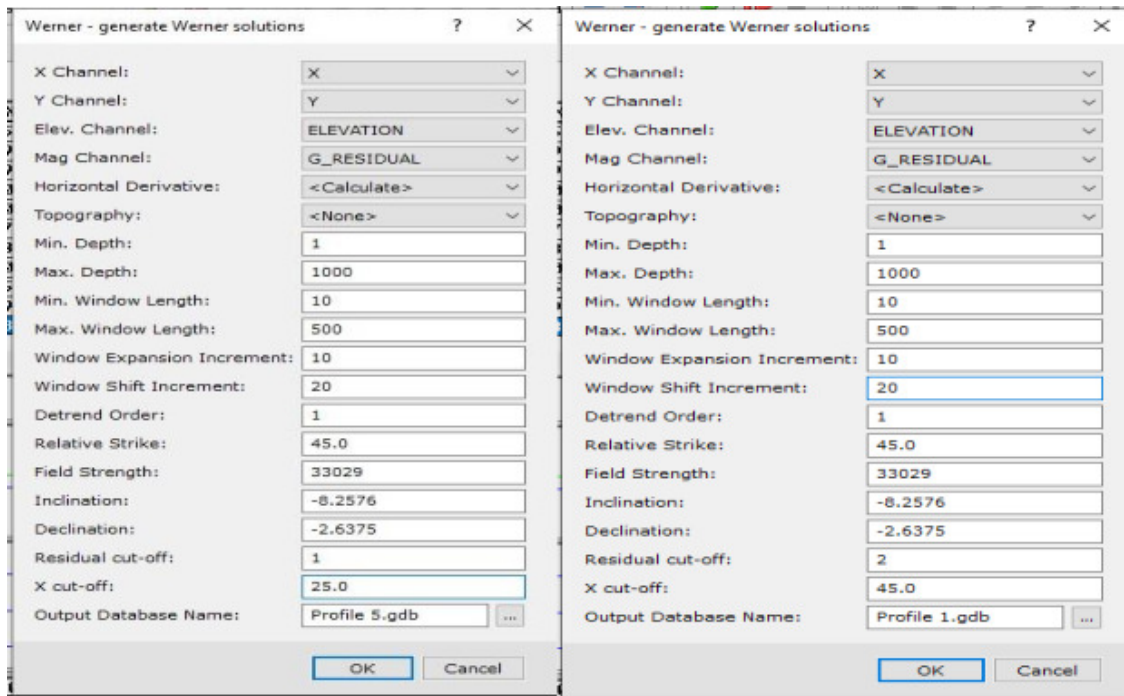 Werner - generate Werner solutions ? ×
X Channel: X
Y Channel: Y
Elev. Channel: ELEVATION
Mag Channel: G_RESIDUAL
Horizontal Derivative: <Calculate>
Topography: <None>
Min. Depth: 1
Max. Depth: 1000
Min. Window Length: 10
Max. Window Length: 500
Window Expansion Increment: 10
Window Shift Increment: 20
Detrend Order: 1
Relative Strike: 45.0
Field Strength: 33029
Inclination: -8.2576
Declination: -2.6375
Residual cut-off: 1
X cut-off: 25.0
Output Database Name: Profile 5.gdb ...
OK Cancel
Werner - generate Werner solutions ? ×
X Channel: X
Y Channel: Y
Elev. Channel: ELEVATION
Mag Channel: G_RESIDUAL
Horizontal Derivative: <Calculate>
Topography: <None>
Min. Depth: 1
Max. Depth: 1000
Min. Window Length: 10
Max. Window Length: 500
Window Expansion Increment: 10
Window Shift Increment: 20
Detrend Order: 1
Relative Strike: 45.0
Field Strength: 33029
Inclination: -8.2576
Declination: -2.6375
Residual cut-off: 2
X cut-off: 45.0
Output Database Name: Profile 1.gdb ...
OK Cancel